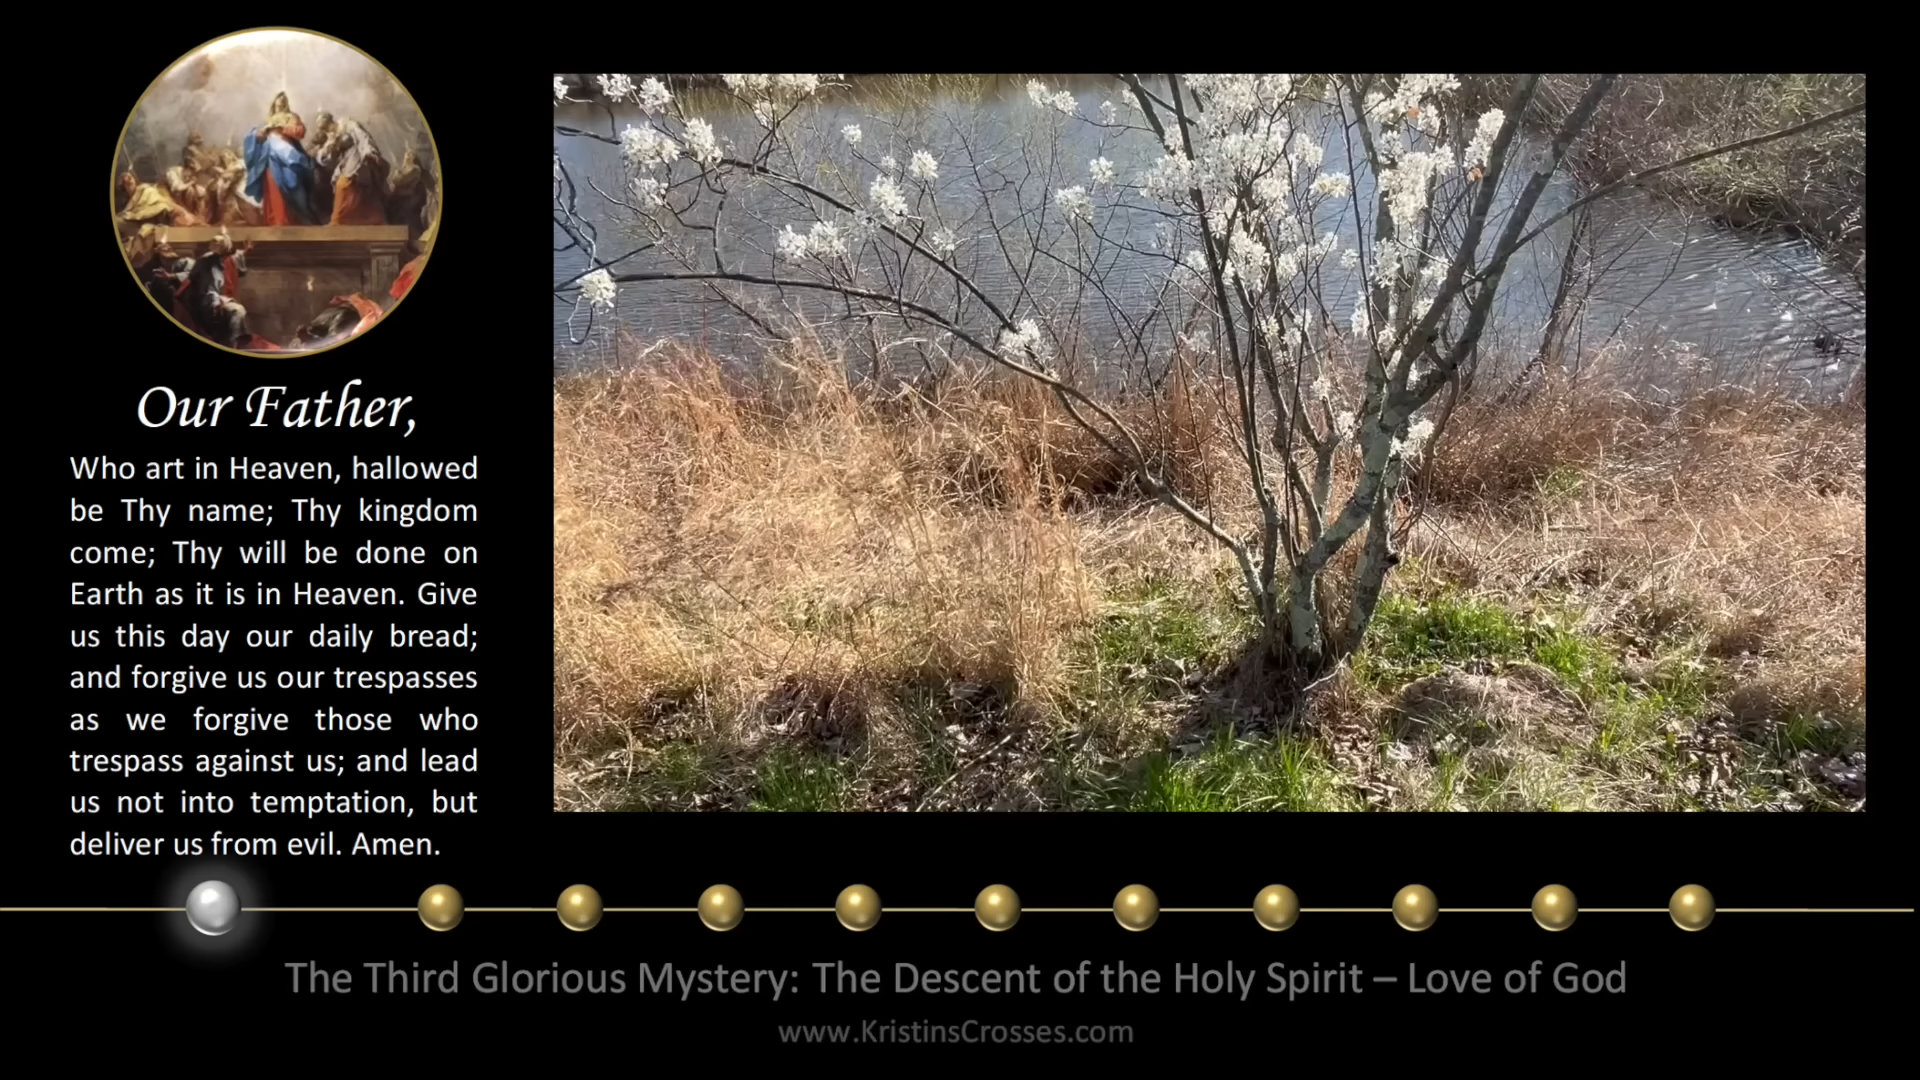 Our Father,
Who art in Heaven, hallowed
be Thy name; Thy kingdom
come; Thy will be done on
Earth as it is in Heaven. Give
us this day our daily bread;
and forgive us our trespasses
as we forgive those who
trespass against us; and lead
us not into temptation, but
deliver us from evil. Amen.
The Third Glorious Mystery: The Descent of the Holy Spirit – Love of God
www.KristinsCrosses.com